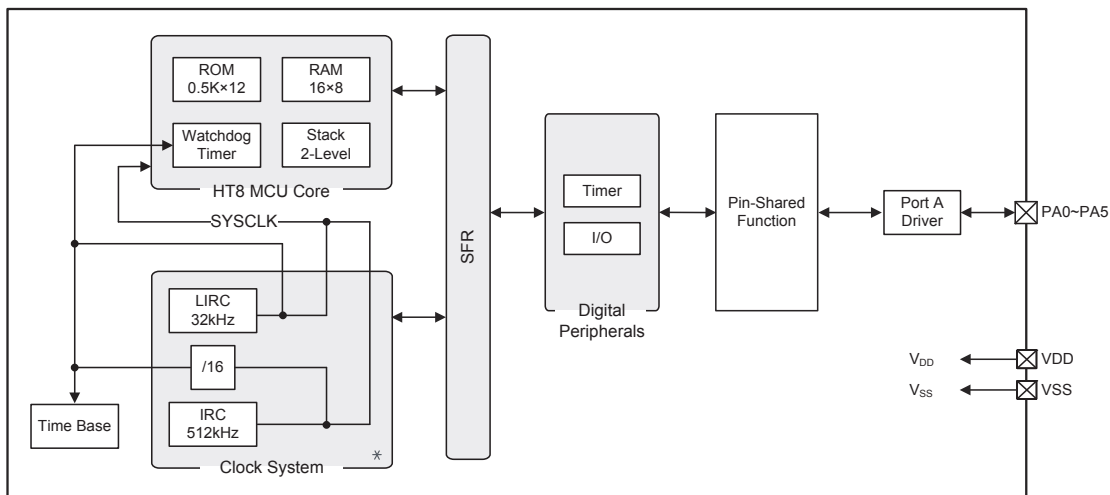 ROM
0.5K×12
RAM
16×8
Watchdog
Timer
Stack
2-Level
HT8 MCU Core
SYSCLK
LIRC
32kHz
/16
IRC
512kHz
Time Base
Clock System
*
SFR
Timer
I/O
Digital
Peripherals
Pin-Shared
Function
Port A
Driver
PA0~PA5
VDD
VDD
VSS
VSS